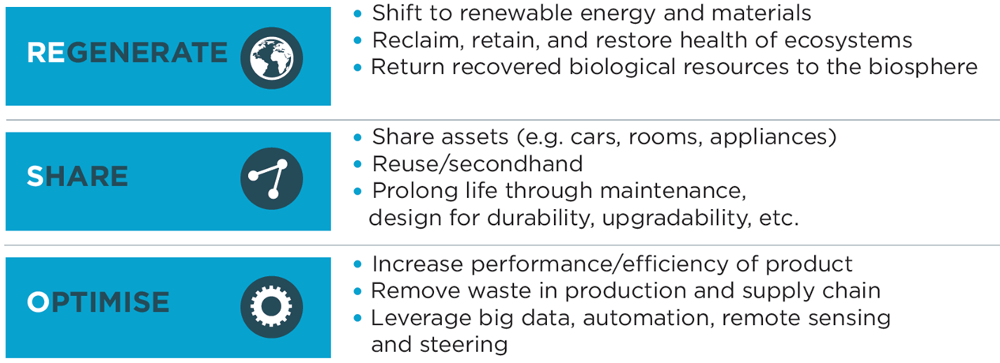 REGENERATE
• Shift to renewable energy and materials
• Reclaim, retain, and restore health of ecosystems
• Return recovered biological resources to the biosphere
SHARE
• Share assets (e.g. cars, rooms, appliances)
• Reuse/secondhand
• Prolong life through maintenance,
design for durability, upgradability, etc.
OPTIMISE
• Increase performance/efficiency of product
• Remove waste in production and supply chain
• Leverage big data, automation, remote sensing
and steering